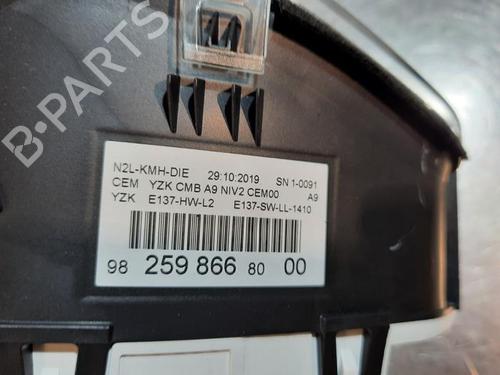 B-PARTS
N2L-KMH-DIE 29:10:2019 SN 1-0091
CEM YZK CMB A9 NIV2 CEM00 A9
YZK E137-HW-L2 E137-SW-LL-1410
98 259 866 80 00